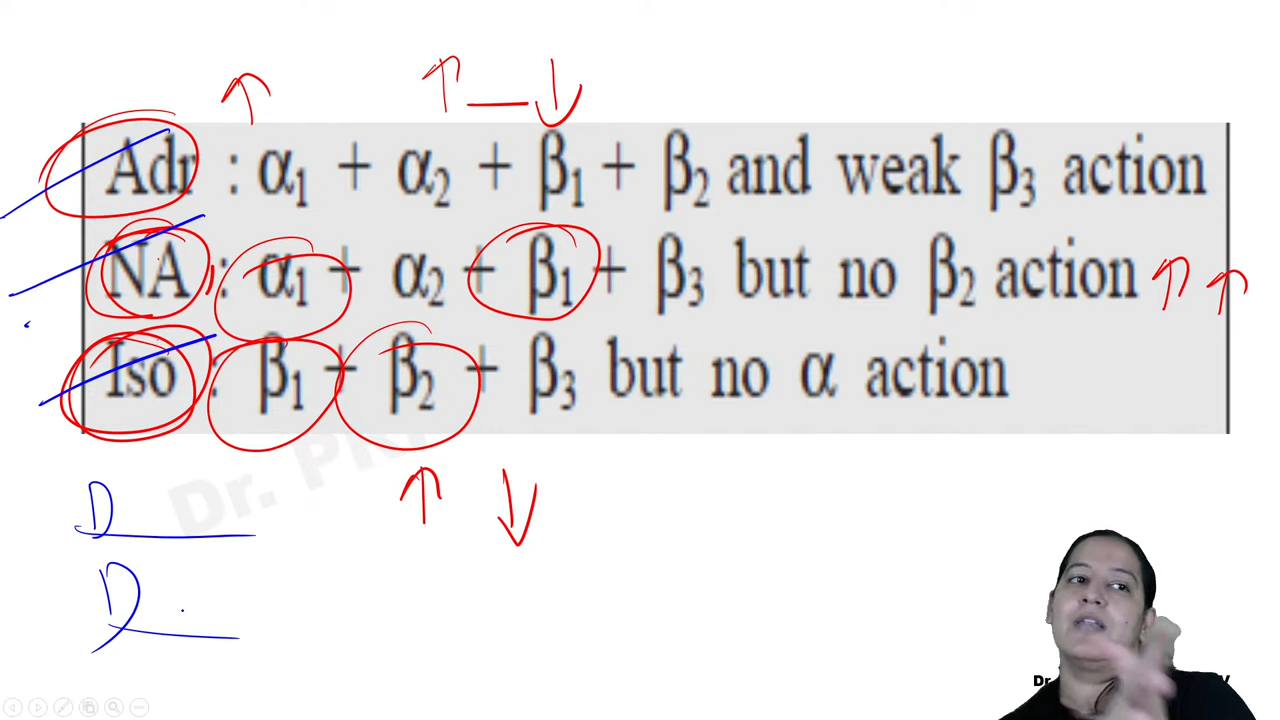 Adr : α₁ + α₂ + β₁ + β₂ and weak β₃ action
NA : α₁ + α₂ + β₁ + β₃ but no β₂ action
Iso : β₁ + β₂ + β₃ but no α action
D
D
Dr.